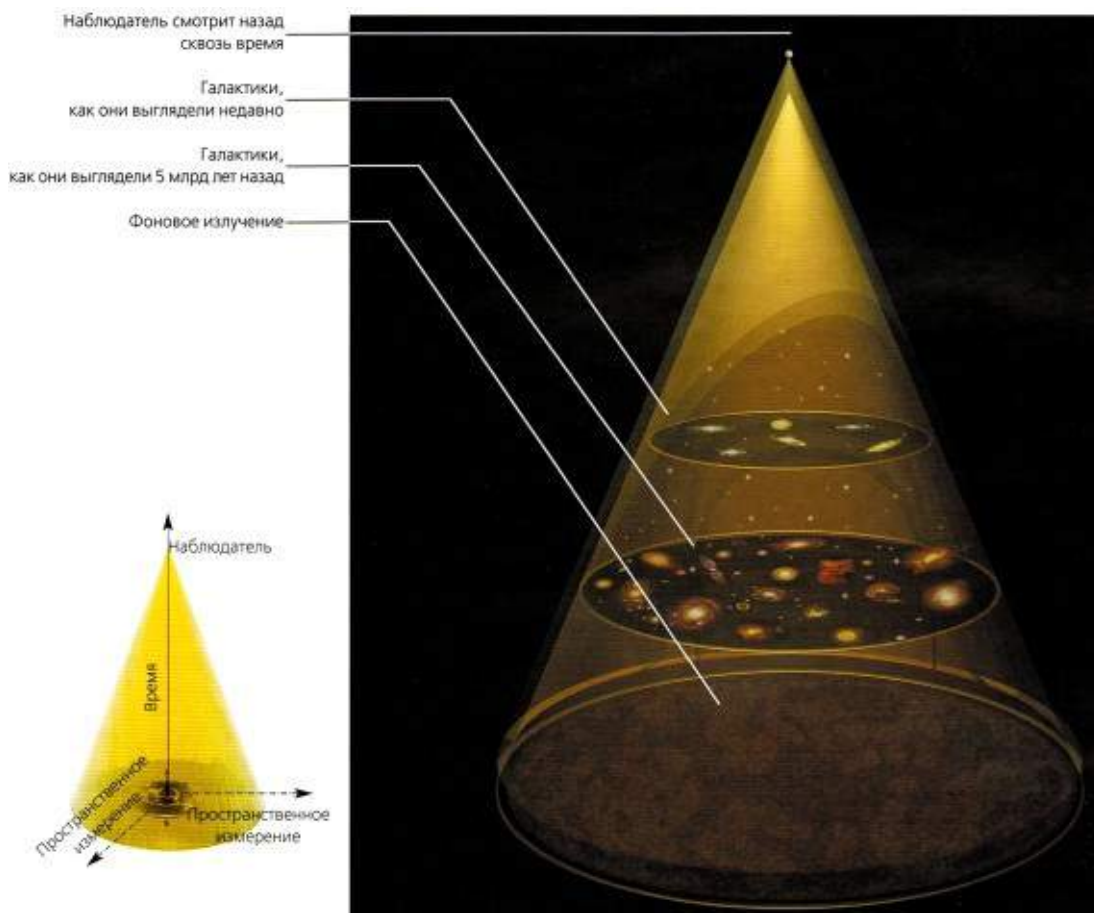 Наблюдатель смотрит назад
сквозь время
Галактики,
как они выглядели недавно
Галактики,
как они выглядели 5 млрд лет назад
Фоновое излучение
Наблюдатель
Время
Пространственное
измерение
Пространственное
измерение